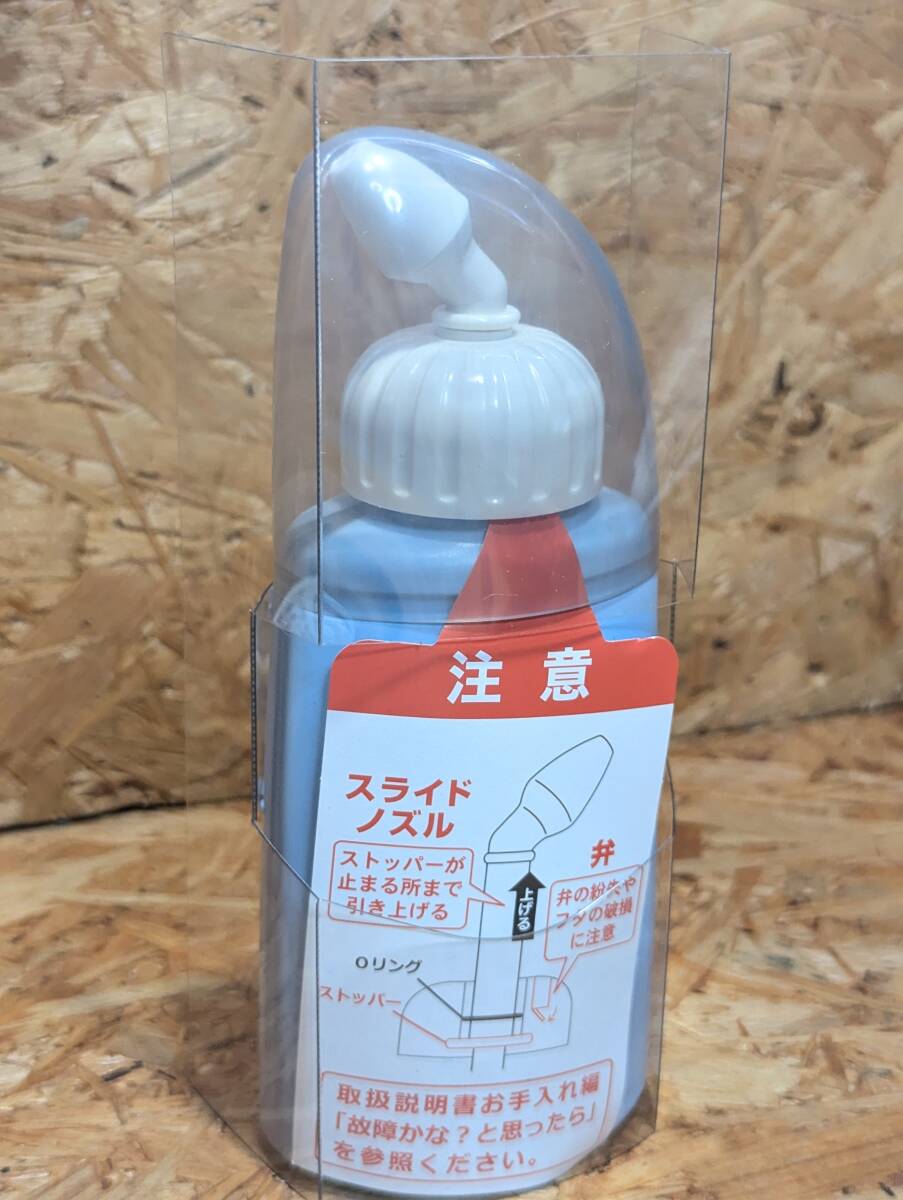 注意
スライド
ノズル
ストッパーが
止まる所まで
引き上げる
上げる
弁
弁の紛失や
フタの破損
に注意
Oリング
ストッパー
取扱説明書お手入れ編
「故障かな？と思ったら」
を参照ください。